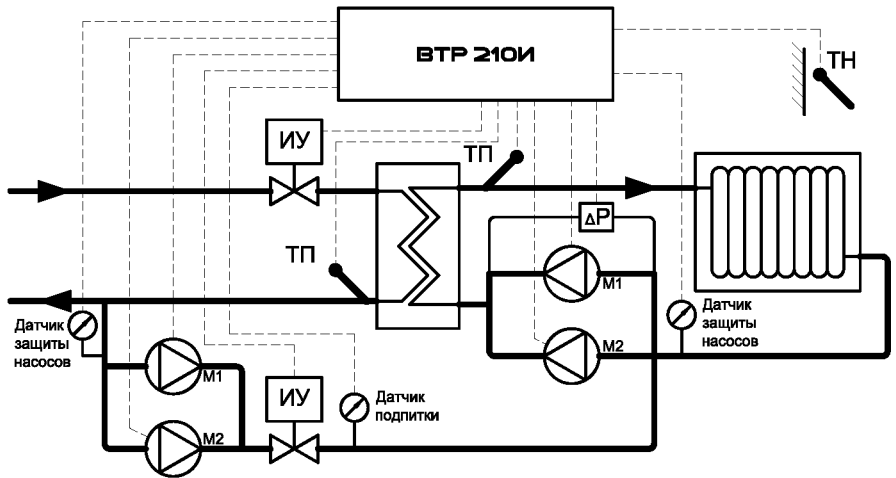 ВТР 210И
ТН
ИУ
ТП
ΔP
ТП
М1
Датчик
защиты
насосов
Датчик
защиты
насосов
М2
М1
ИУ
Датчик
подпитки
М2